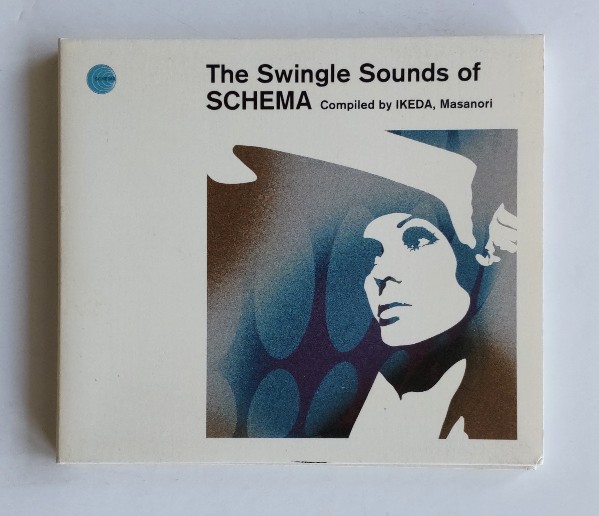 The Swingle Sounds of
SCHEMA Compiled by IKEDA, Masanori